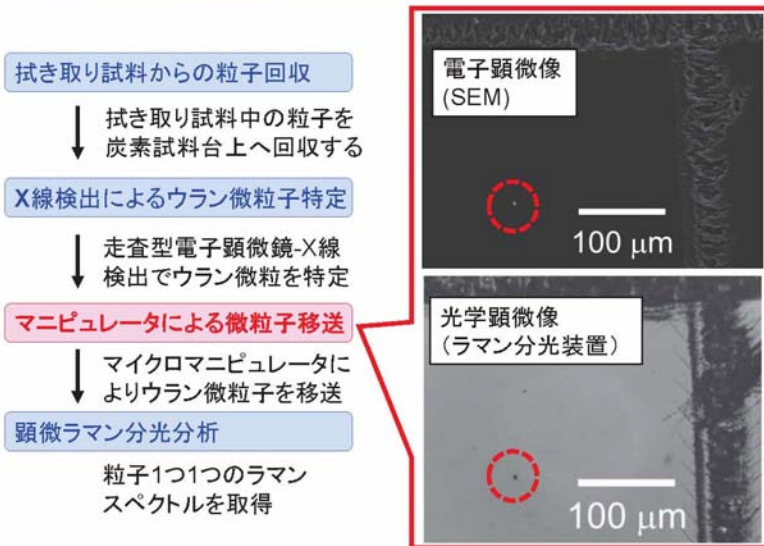 拭き取り試料からの粒子回収
拭き取り試料中の粒子を
炭素試料台上へ回収する
X線検出によるウラン微粒子特定
走査型電子顕微鏡-X線
検出でウラン微粒を特定
マニピュレータによる微粒子移送
マイクロマニピュレータに
よりウラン微粒子を移送
顕微ラマン分光分析
粒子1つ1つのラマン
スペクトルを取得
電子顕微像
(SEM)
100 μm
光学顕微像
(ラマン分光装置)
100 μm